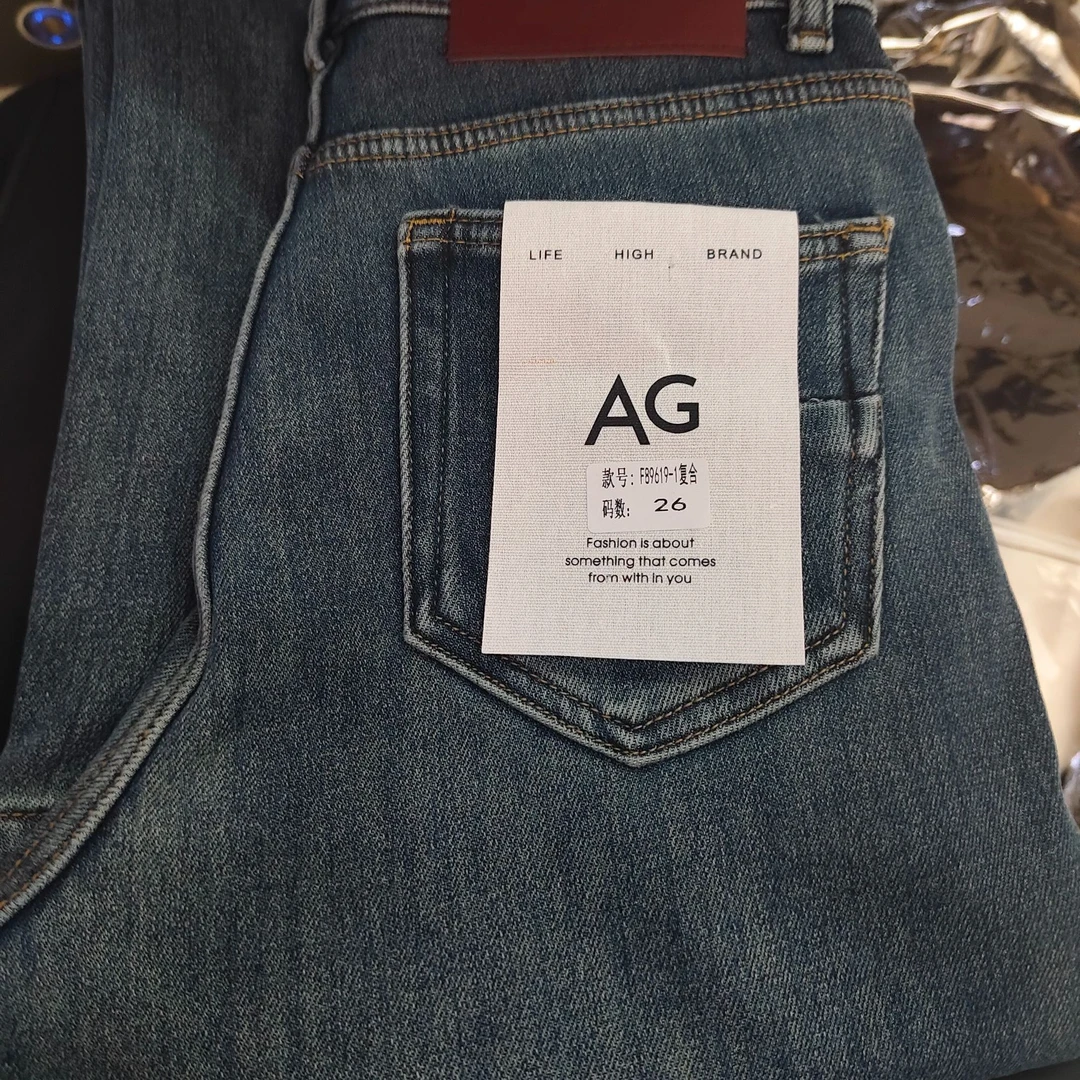 LIFE HIGH BRAND
AG
款号: F89619-1复合
码数: 26
Fashion is about
something that comes
from with in you